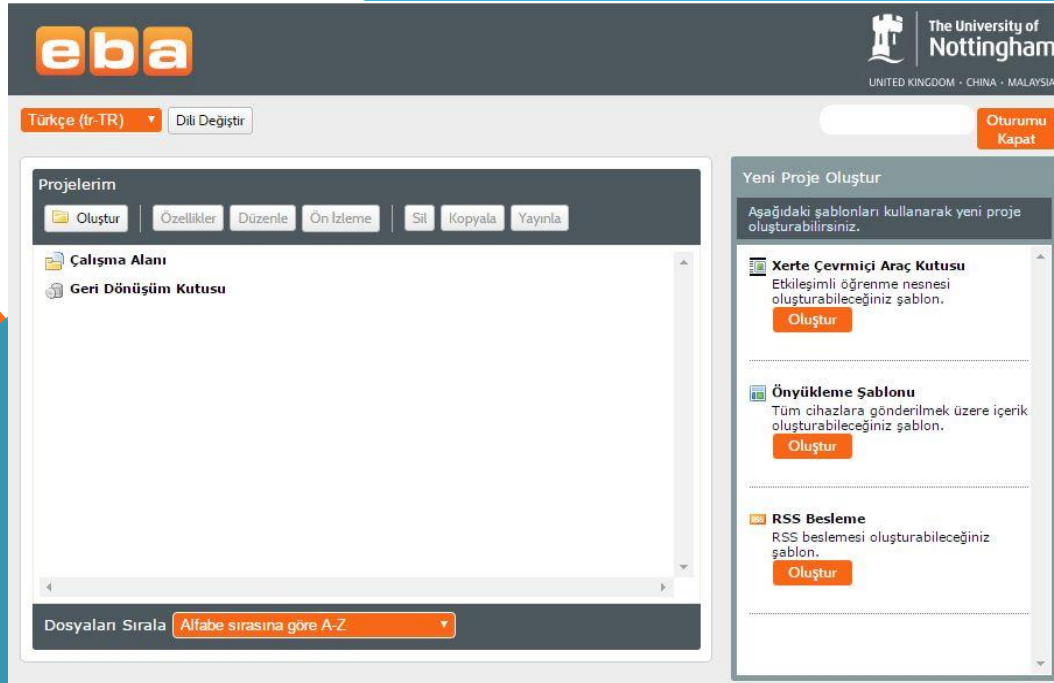 eba
The University of
Nottingham
UNITED KINGDOM · CHINA · MALAYSIA
Türkçe (tr-TR)
Dili Değiştir
Oturumu
Kapat
Projelerim
Oluştur
Özellikler
Düzenle
Ön İzleme
Sil
Kopyala
Yayınla
Çalışma Alanı
Geri Dönüşüm Kutusu
Dosyaları Sırala
Alfabe sırasına göre A-Z
Yeni Proje Oluştur
Aşağıdaki şablonları kullanarak yeni proje
oluşturabilirsiniz.
Xerte Çevrmiçi Araç Kutusu
Etkileşimli öğrenme nesnesi
oluşturabileceğiniz şablon.
Oluştur
Önyükleme Şablonu
Tüm cihazlara gönderilmek üzere içerik
oluşturabileceğiniz şablon.
Oluştur
RSS
RSS Besleme
RSS beslemesi oluşturabileceğiniz
şablon.
Oluştur